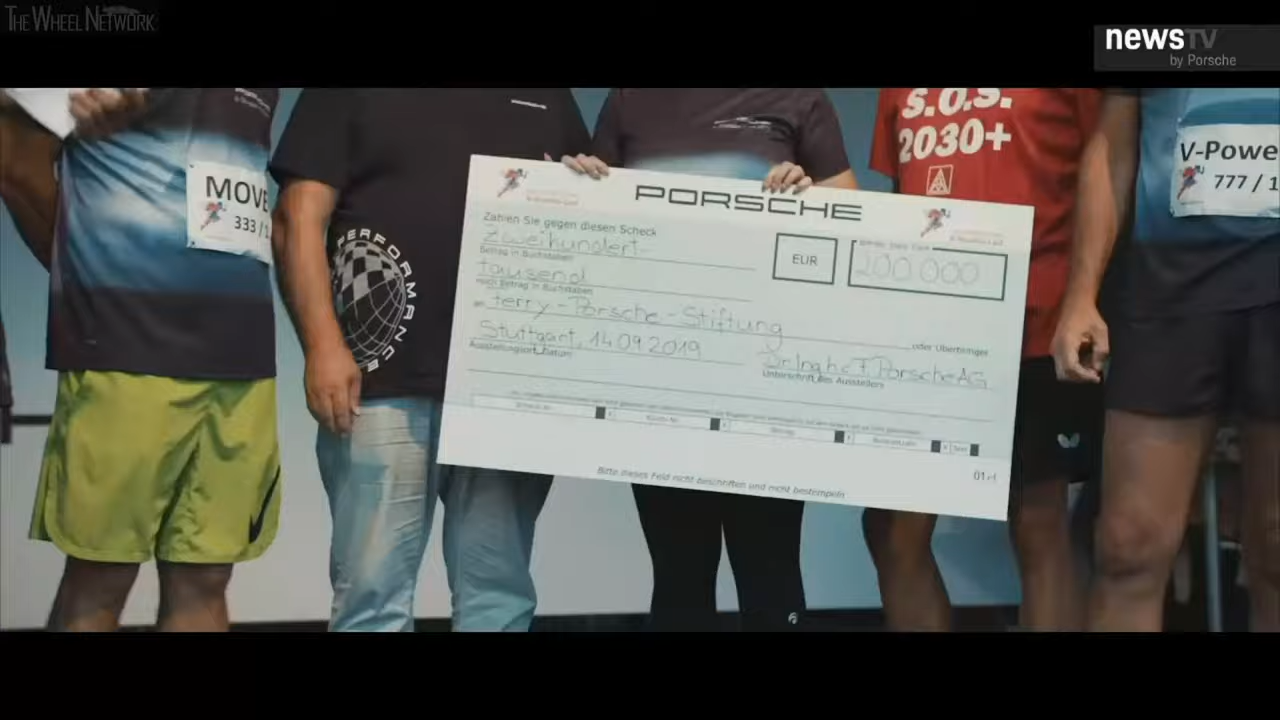 THE WHEEL NETWORK
newsTV
by Porsche
S.O.S.
2030+
MOVE
333 / 1
V-Powe
777 / 1
PERFORMANCE
PORSCHE
Zahlen Sie gegen diesen Scheck
Zweihundert-
Betrag in Buchstaben
EUR
200 000
tausend
noch Betrag in Buchstaben
an Ferry-Porsche-Stiftung
oder Überbringer
Stuttgart, 14.09.2019
Ausstellungsort, Datum
Dr. Ing. h.c. F. Porsche AG
Unterschrift des Ausstellers
01
Bitte dieses Feld nicht beschriften und nicht bestempeln